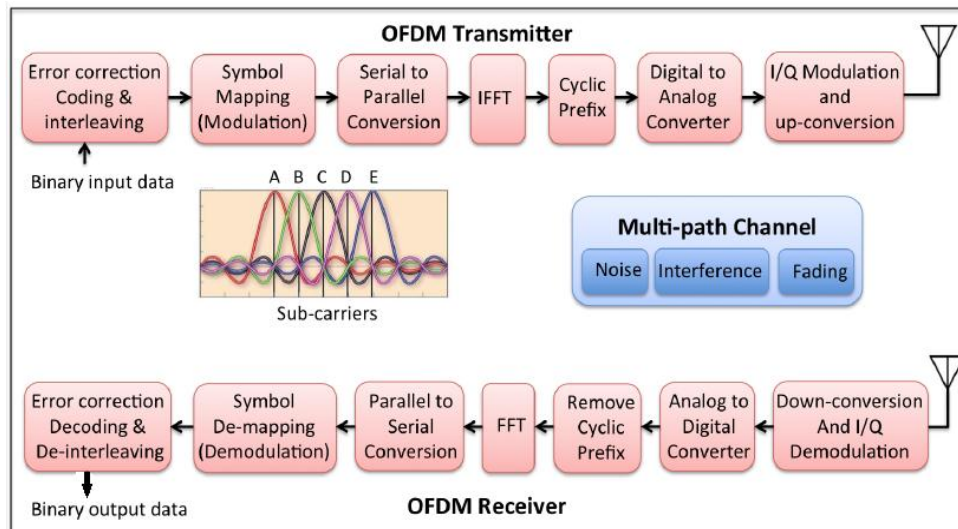 OFDM Transmitter
Error correction
Coding &
interleaving
Symbol
Mapping
(Modulation)
Serial to
Parallel
Conversion
IFFT
Cyclic
Prefix
Digital to
Analog
Converter
I/Q Modulation
and
up-conversion
Binary input data
A B C D E
Sub-carriers
Multi-path Channel
Noise
Interference
Fading
Error correction
Decoding &
De-interleaving
Symbol
De-mapping
(Demodulation)
Parallel to
Serial
Conversion
FFT
Remove
Cyclic
Prefix
Analog to
Digital
Converter
Down-conversion
And I/Q
Demodulation
Binary output data
OFDM Receiver